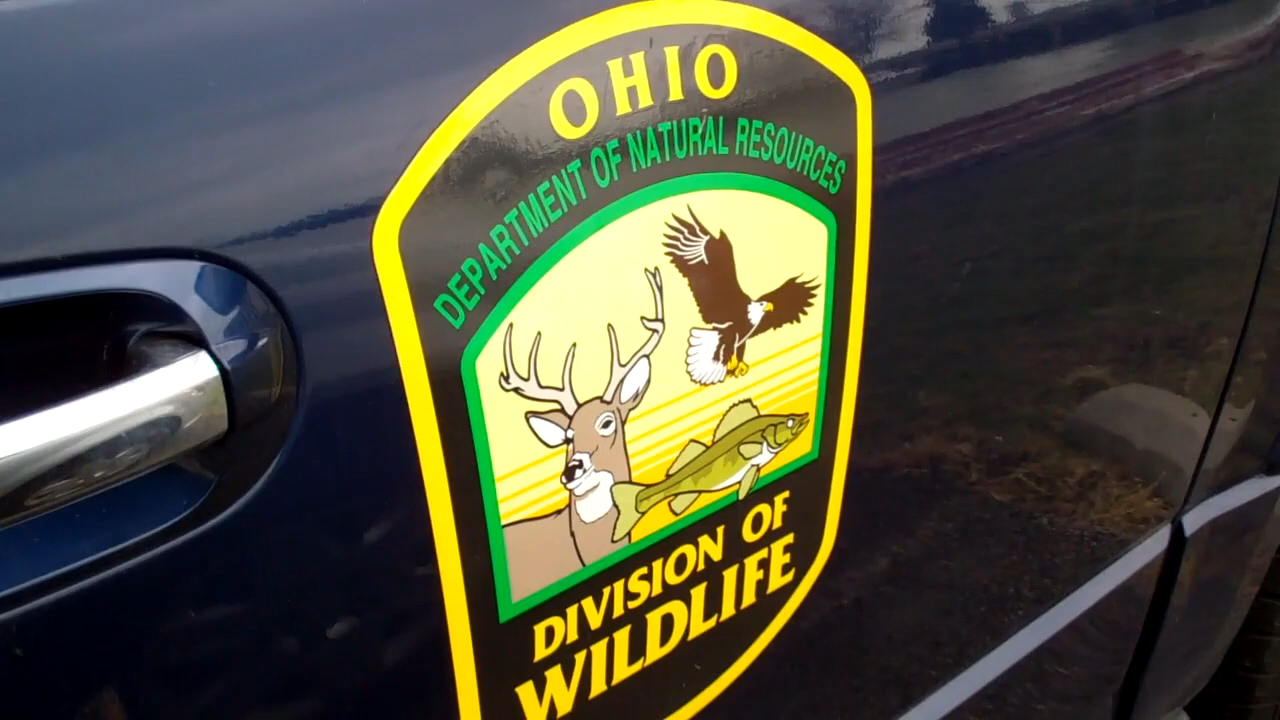 OHIO
DEPARTMENT OF NATURAL RESOURCES
DIVISION OF
WILDLIFE